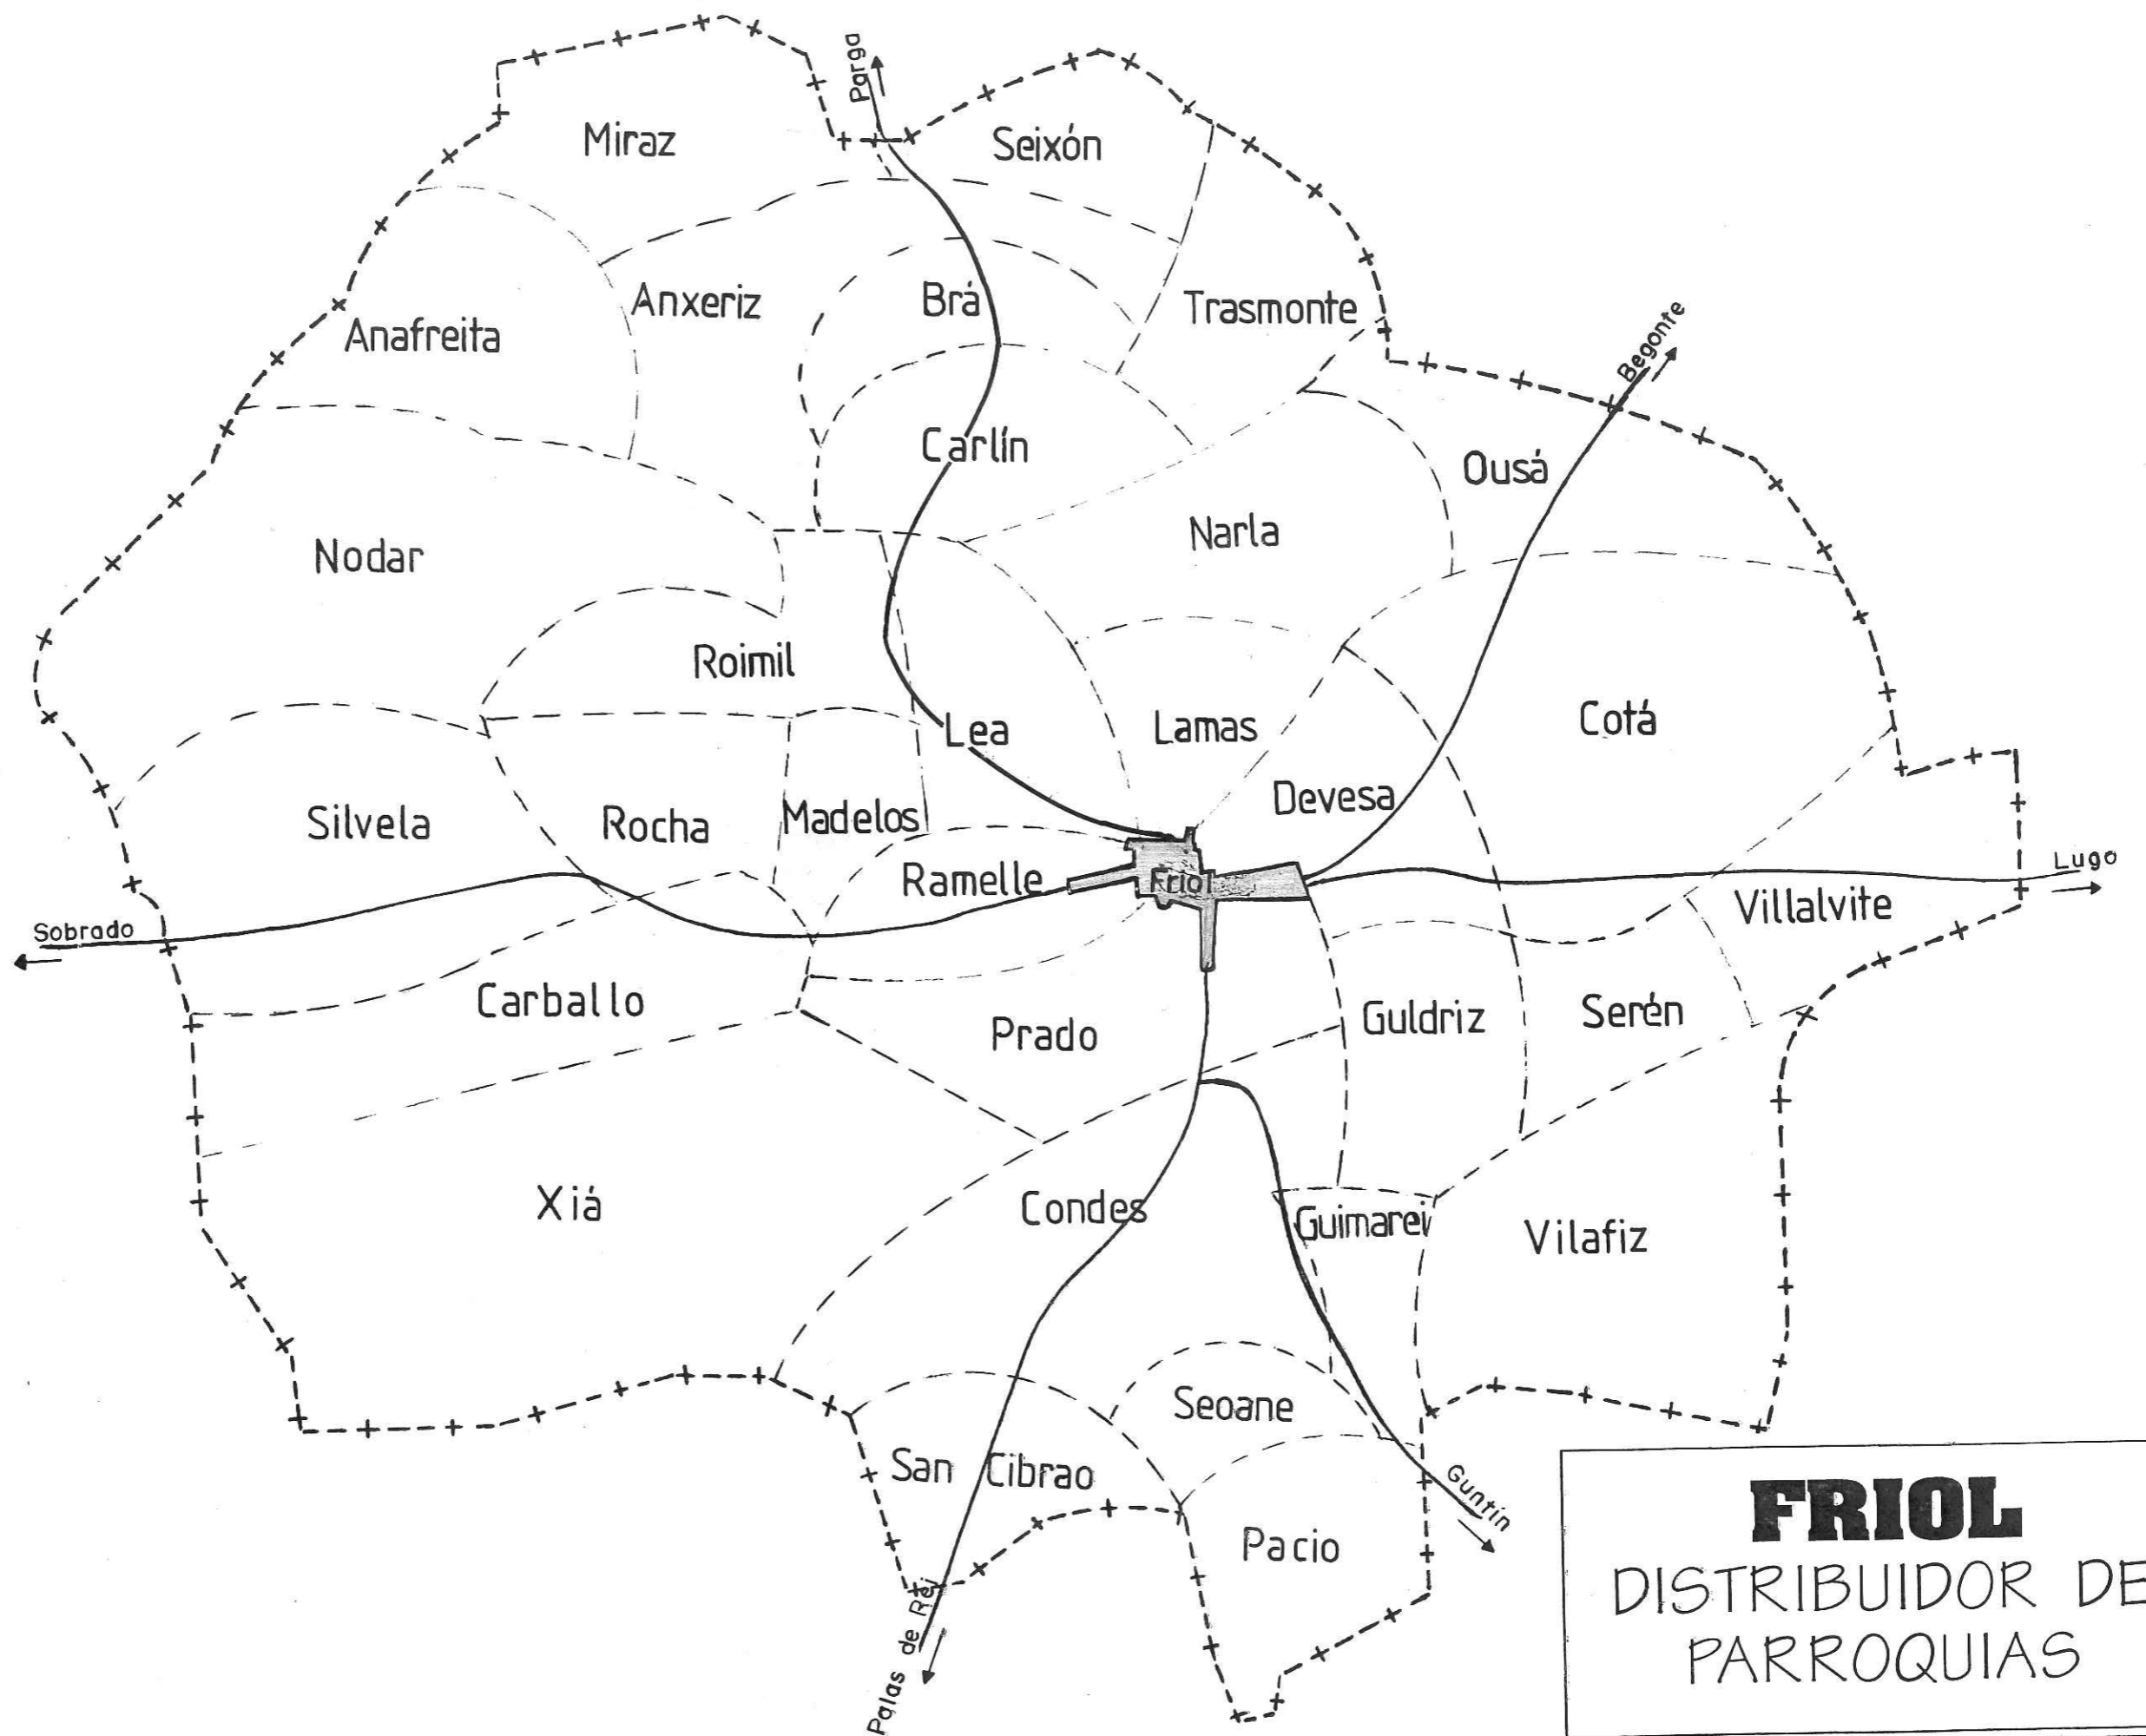 Parga
Miraz
Seixón
Anxeriz
Brá
Trasmonte
Begonte
Anafreita
Carlín
Ousá
Narla
Nodar
Roimil
Lea
Lamas
Cotá
Devesa
Silvela
Rocha
Madelos
Ramelle
Friol
Lugo
Villalvite
Sobrado
Carballo
Prado
Guldriz
Serén
Xiá
Condes
Guimarei
Vilafiz
Seoane
San Cibrao
Guntín
Pacio
Palas de Rei
FRIOL
DISTRIBUIDOR DE
PARROQUIAS